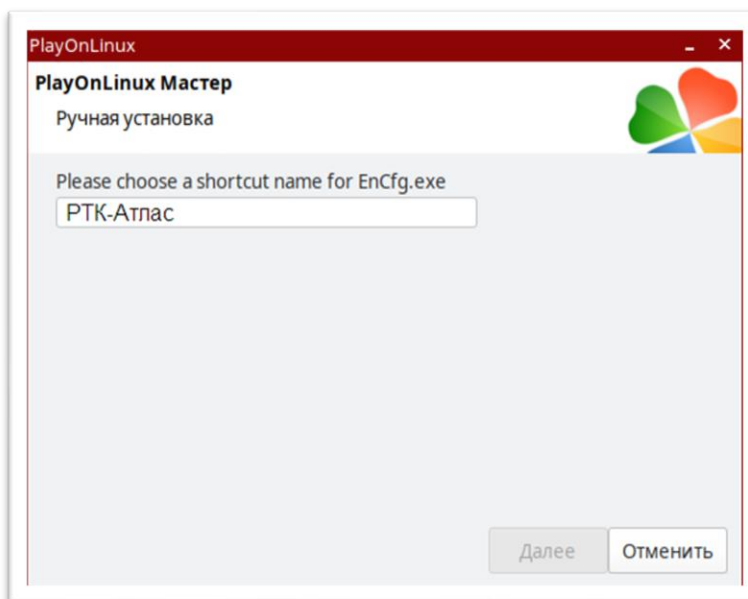 PlayOnLinux
PlayOnLinux Мастер
Ручная установка
Please choose a shortcut name for EnCfg.exe
РТК-Атлас
Далее
Отменить